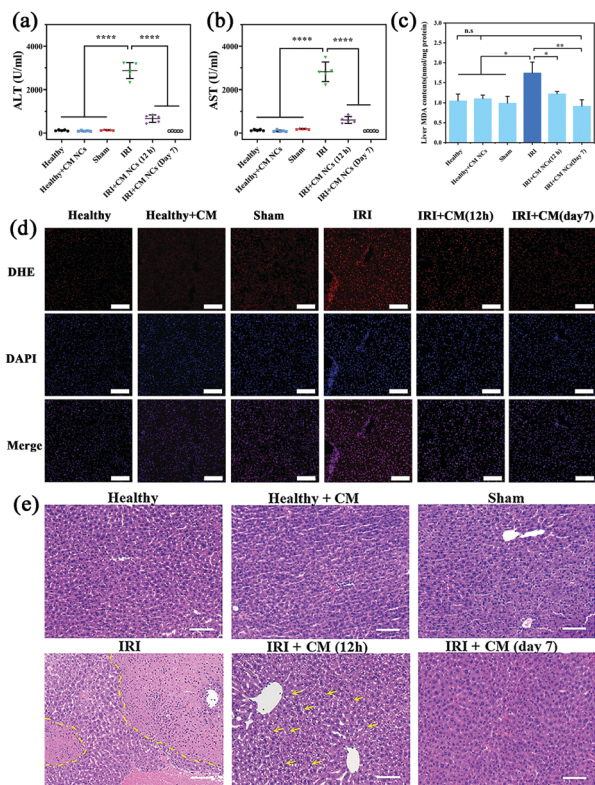 (a)
****
****
ALT (U/ml)
4000
2000
0
Healthy
Healthy+CM NCs
Sham
IRI
IRI+CM NCs (12 h)
IRI+CM NCs (Day 7)
(b)
****
****
AST (U/ml)
4000
2000
0
Healthy
Healthy+CM NCs
Sham
IRI
IRI+CM NCs (12 h)
IRI+CM NCs (Day 7)
(c)
n.s
*
**
*
Liver MDA contents(nmol/mg protein)
3.0
2.5
2.0
1.5
1.0
0.5
0.0
Healthy
Healthy+CM NCs
Sham
IRI
IRI+CM NCs(12 h)
IRI+CM NCs(Day 7)
(d)
Healthy
Healthy+CM
Sham
IRI
IRI+CM(12h)
IRI+CM(day7)
DHE
DAPI
Merge
(e)
Healthy
Healthy + CM
Sham
IRI
IRI + CM (12h)
IRI + CM (day 7)